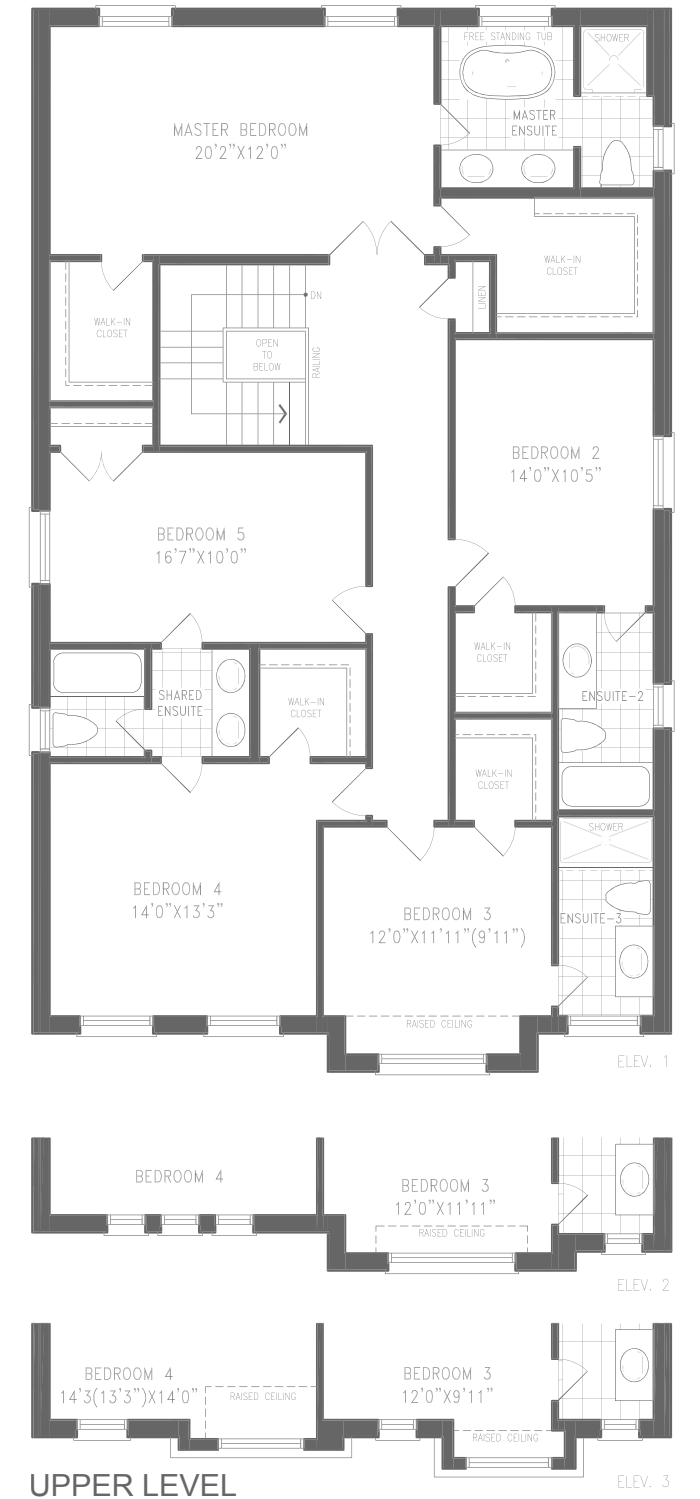 FREE STANDING TUB
SHOWER
MASTER BEDROOM
20'2"X12'0"
MASTER
ENSUITE
WALK-IN
CLOSET
WALK-IN
CLOSET
DN
LINEN
OPEN
TO
BELOW
RAILING
BEDROOM 2
14'0"X10'5"
BEDROOM 5
16'7"X10'0"
WALK-IN
CLOSET
SHARED
ENSUITE
WALK-IN
CLOSET
ENSUITE-2
WALK-IN
CLOSET
SHOWER
BEDROOM 4
14'0"X13'3"
BEDROOM 3
12'0"X11'11"(9'11")
ENSUITE-3
RAISED CEILING
ELEV. 1
BEDROOM 4
BEDROOM 3
12'0"X11'11"
RAISED CEILING
ELEV. 2
BEDROOM 4
14'3(13'3")X14'0"
RAISED CEILING
BEDROOM 3
12'0"X9'11"
RAISED CEILING
ELEV. 3
UPPER LEVEL